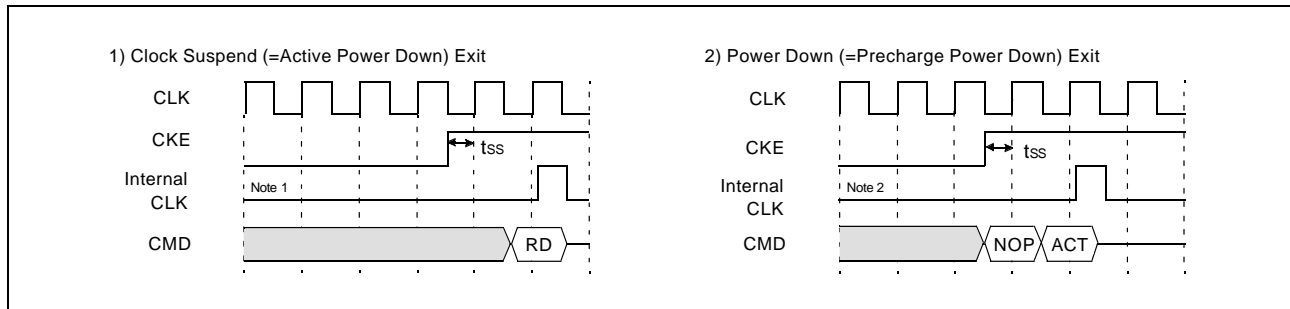 1) Clock Suspend (=Active Power Down) Exit
CLK
CKE
tss
Internal
CLK
Note 1
CMD
RD
2) Power Down (=Precharge Power Down) Exit
CLK
CKE
tss
Internal
CLK
Note 2
CMD
NOP
ACT